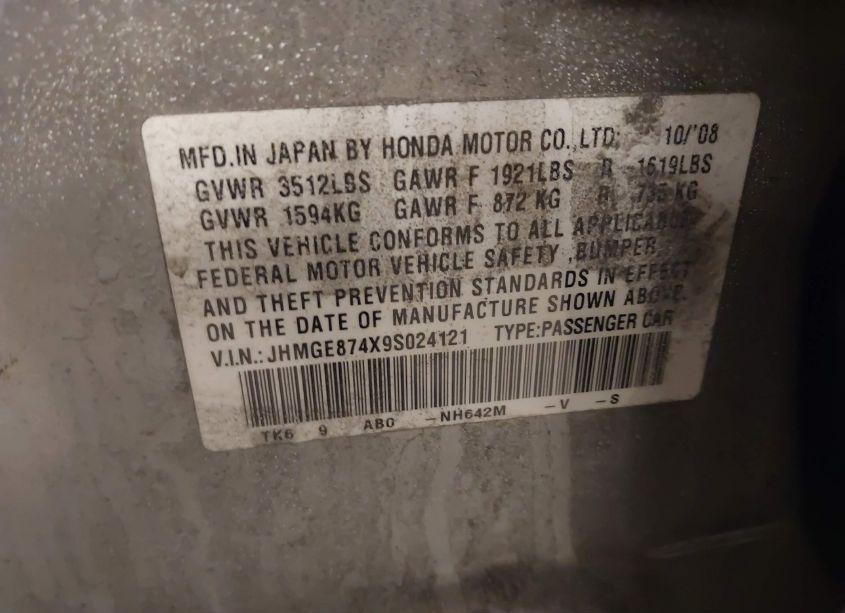 MFD.IN JAPAN BY HONDA MOTOR CO.,LTD. 10/'08
GVWR 3512LBS GAWR F 1921LBS R 1619LBS
GVWR 1594KG GAWR F 872 KG R 735 KG
THIS VEHICLE CONFORMS TO ALL APPLICABLE
FEDERAL MOTOR VEHICLE SAFETY ,BUMPER
AND THEFT PREVENTION STANDARDS IN EFFECT
ON THE DATE OF MANUFACTURE SHOWN ABOVE.
V.I.N.: JHMGE874X9S024121 TYPE:PASSENGER CAR
TK6 9 AB0 -NH642M -V -S